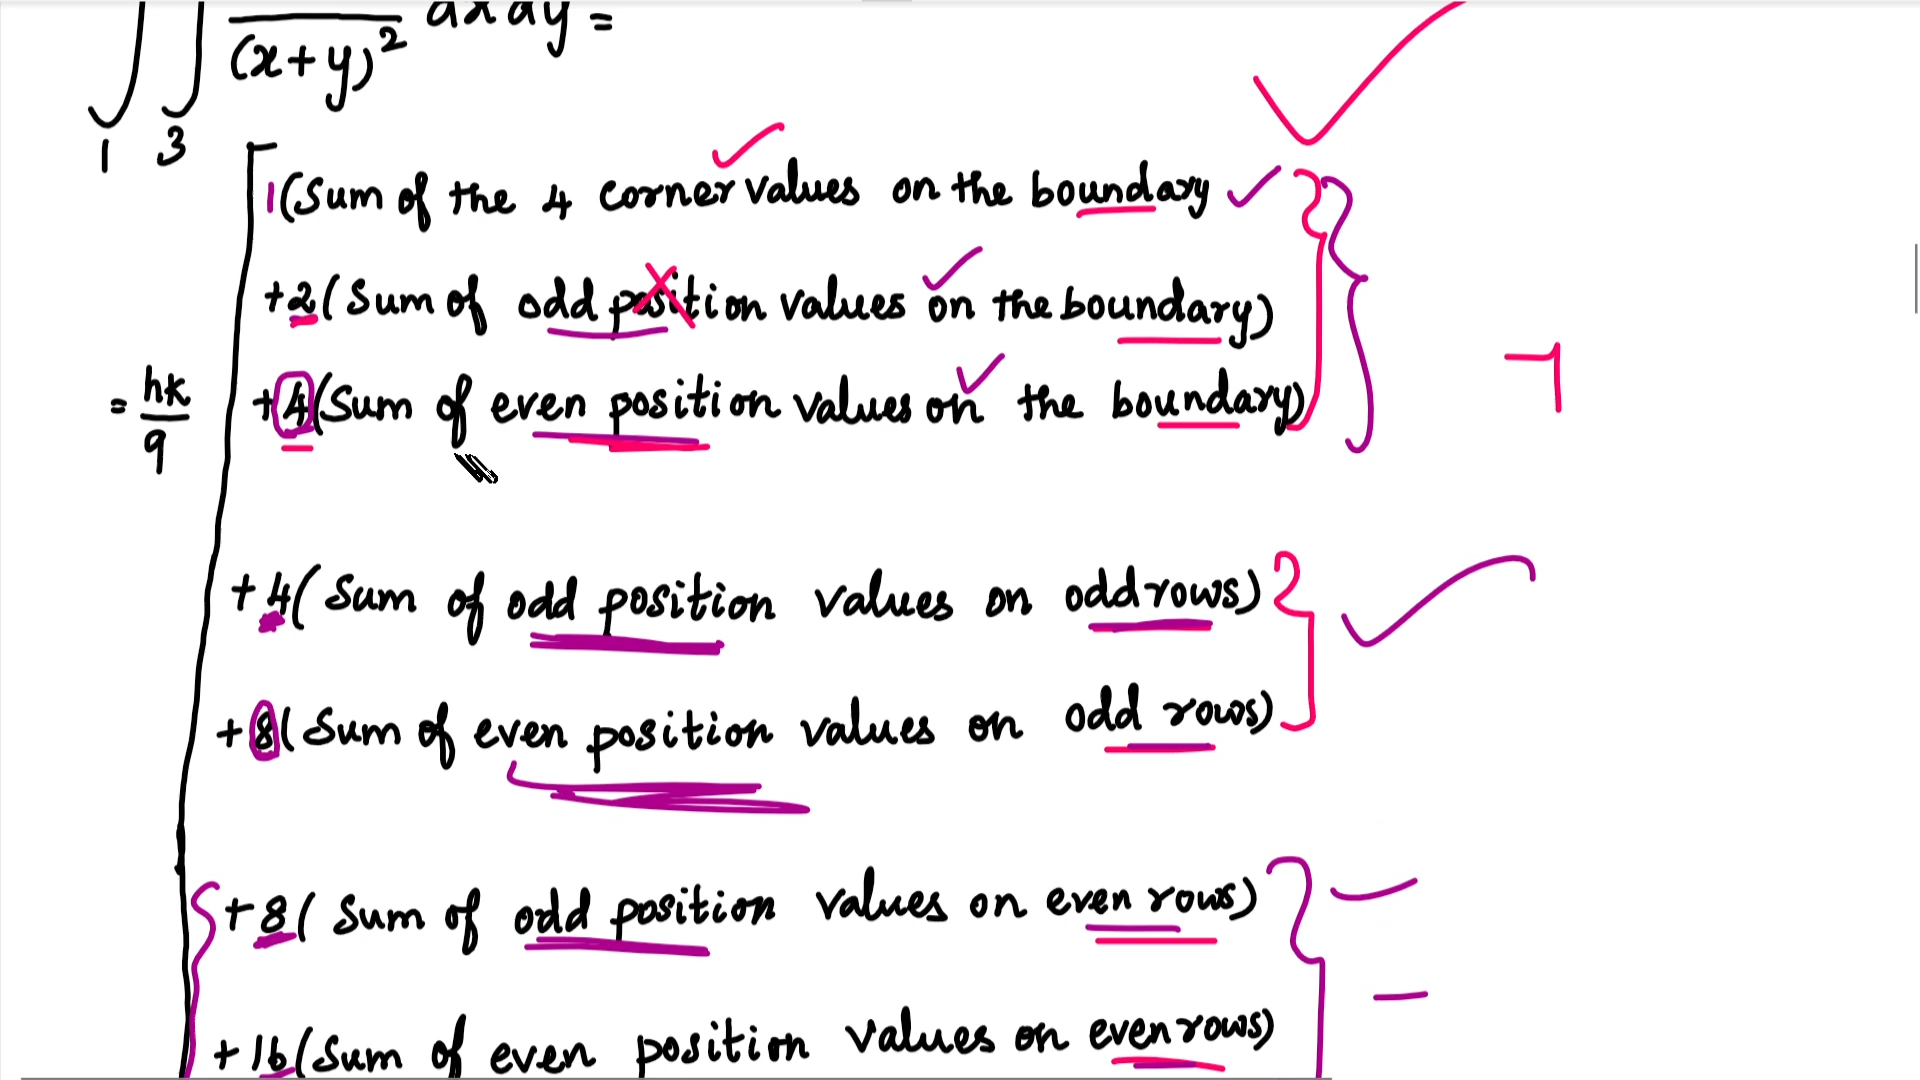 ∫ ∫ / (x+y)² dx dy =
1 3
1(Sum of the 4 corner values on the boundary
+2(Sum of odd position values on the boundary)
= hk/9
+4(Sum of even position values on the boundary)
+4(Sum of odd position values on odd rows)
+8(Sum of even position values on odd rows)
+8(Sum of odd position values on even rows)
+16(Sum of even position values on even rows)